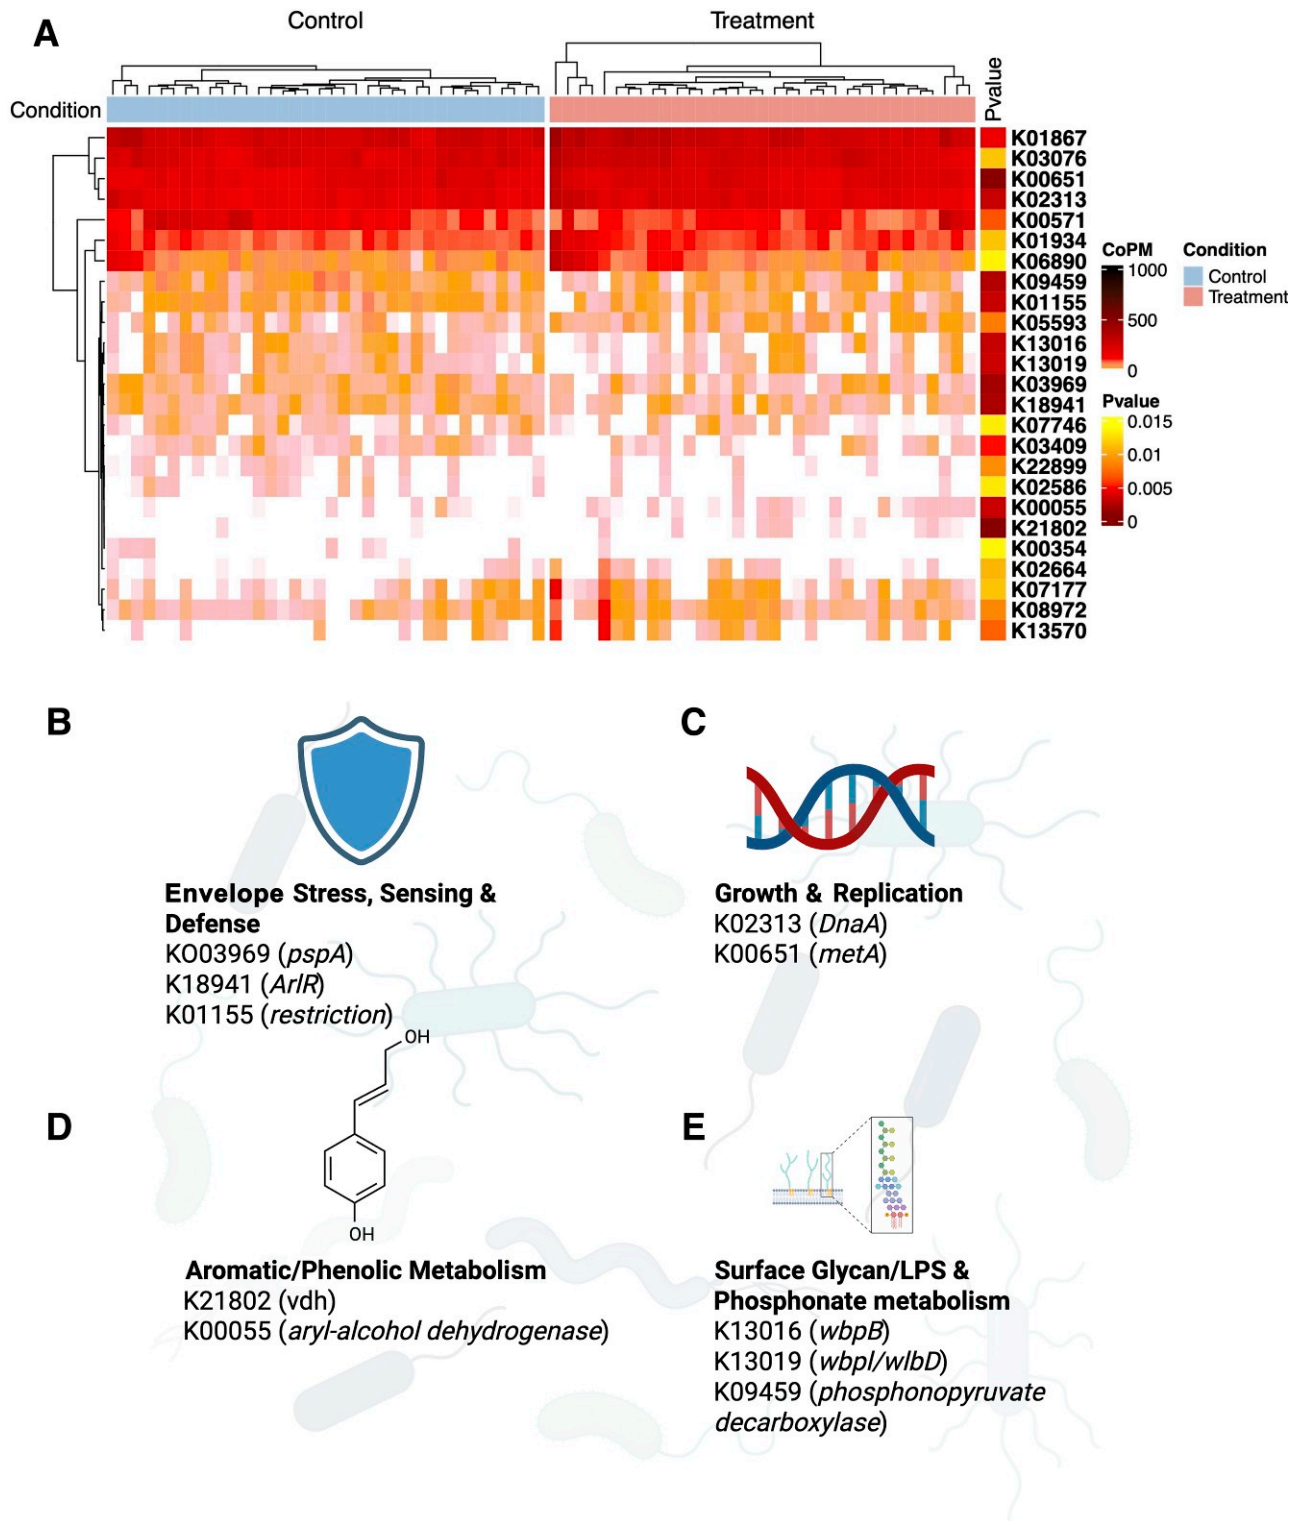 A
Control
Treatment
Condition
Pvalue
K01867
K03076
K00651
K02313
K00571
K01934
K06890
K09459
K01155
K05593
K13016
K13019
K03969
K18941
K07746
K03409
K22899
K02586
K00055
K21802
K00354
K02664
K07177
K08972
K13570
CoPM
1000
500
0
Condition
Control
Treatment
Pvalue
0.015
0.01
0.005
0
B
Envelope Stress, Sensing &
Defense
KO03969 (pspA)
K18941 (ArlR)
K01155 (restriction)
C
Growth & Replication
K02313 (DnaA)
K00651 (metA)
D
OH
OH
Aromatic/Phenolic Metabolism
K21802 (vdh)
K00055 (aryl-alcohol dehydrogenase)
E
Surface Glycan/LPS &
Phosphonate metabolism
K13016 (wbpB)
K13019 (wbpI/wlbD)
K09459 (phosphonopyruvate
decarboxylase)